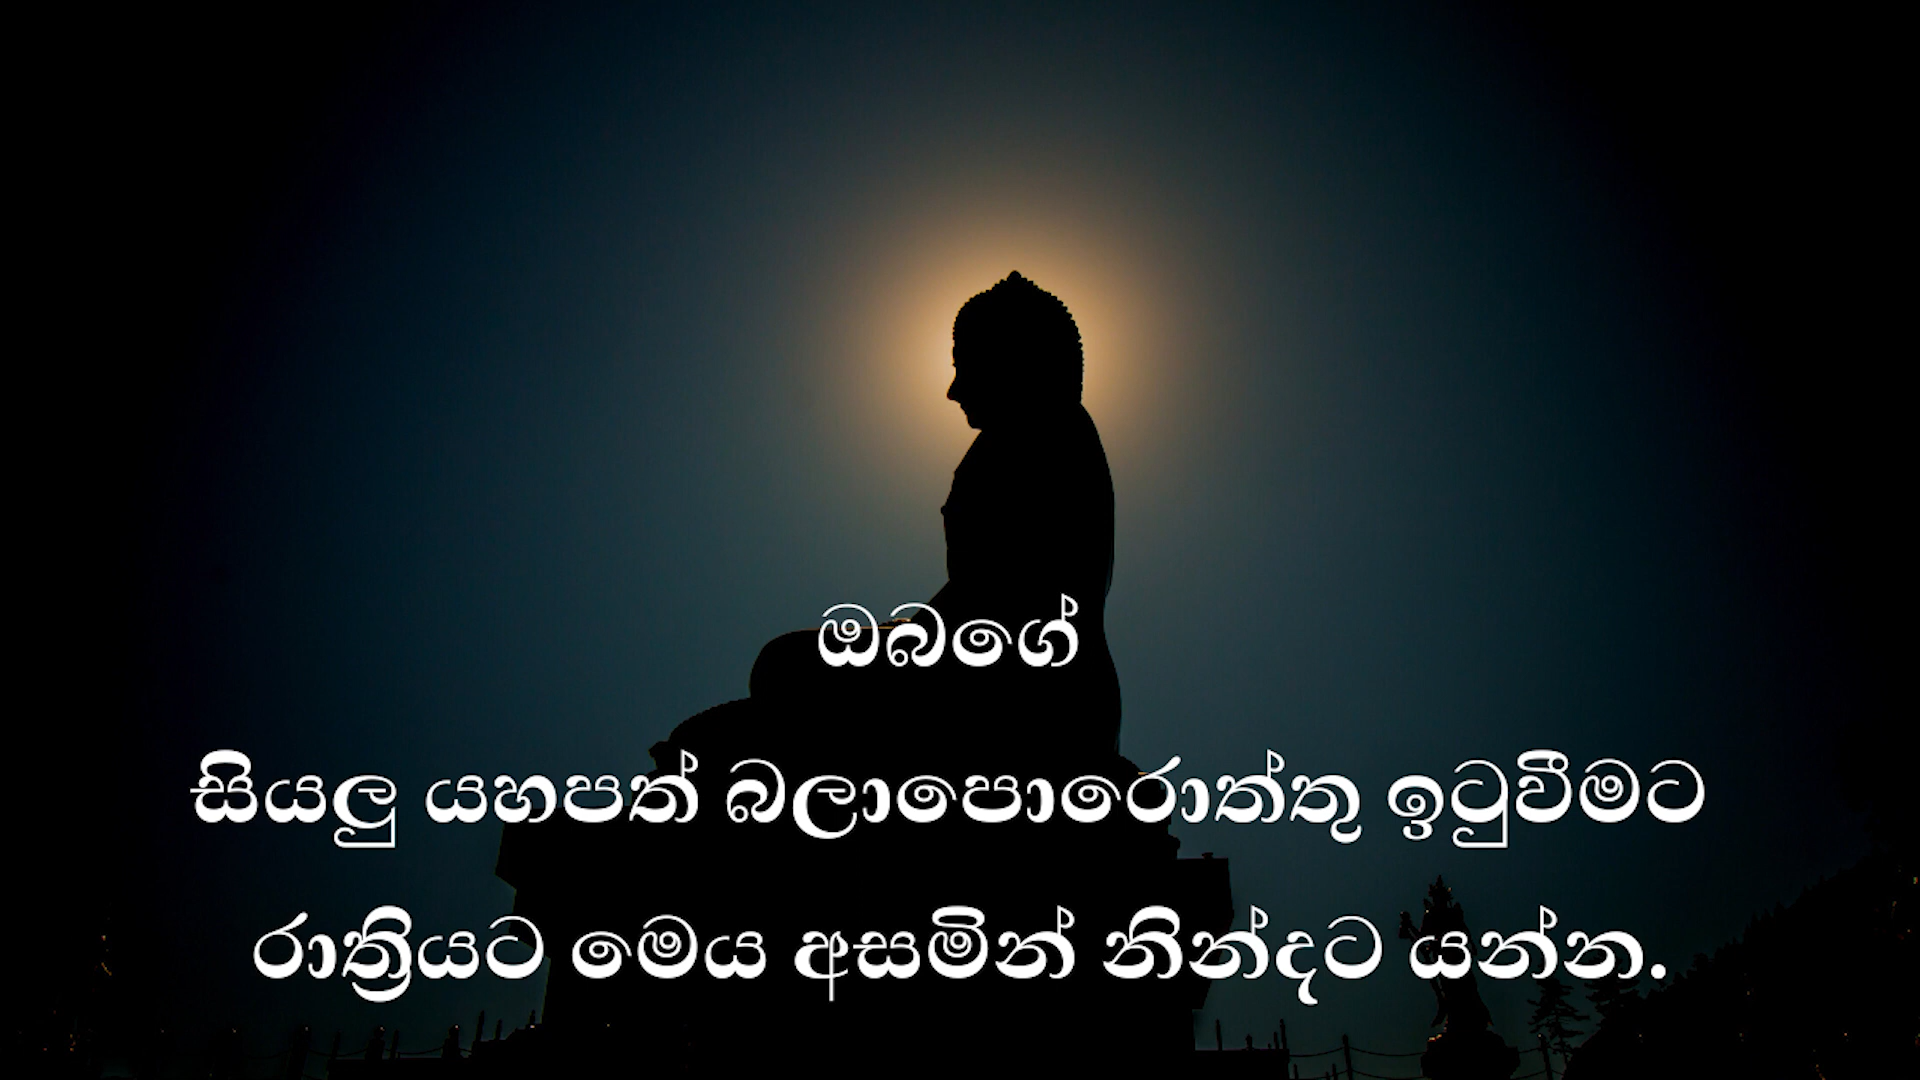 ඔබගේ
සියලු යහපත් බලාපොරොත්තු ඉටුවීමට
රාත්‍රියට මෙය අසමින් නින්දට යන්න.